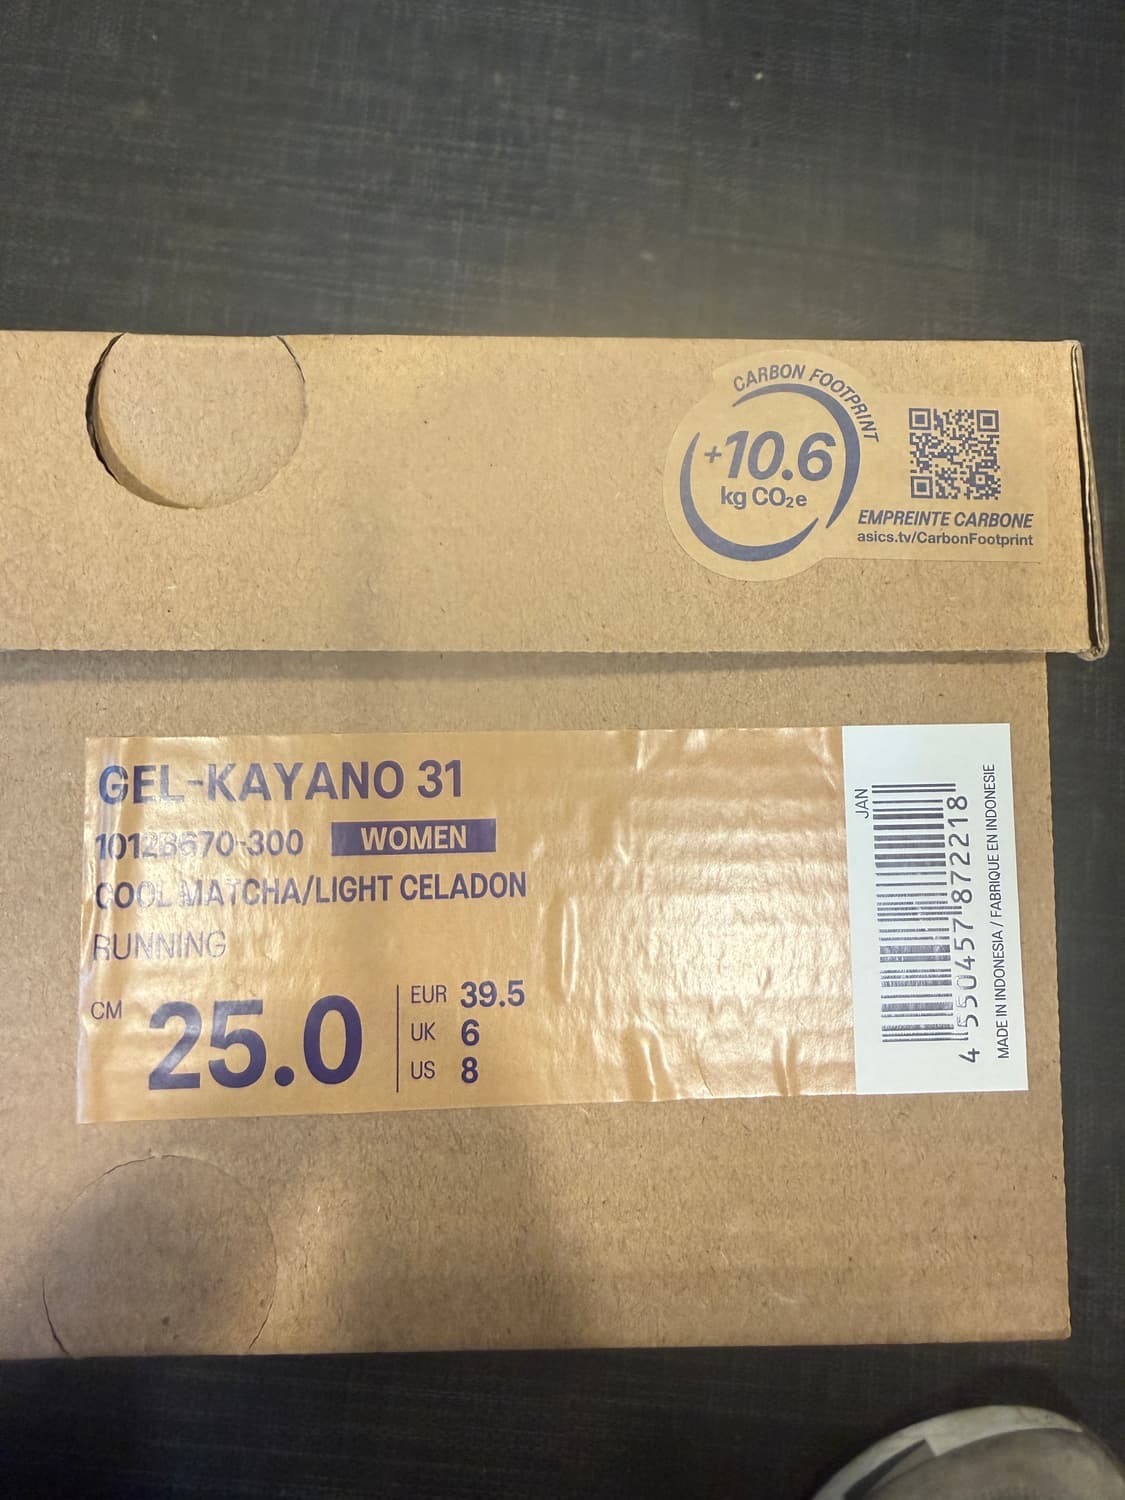 CARBON FOOTPRINT
+10.6
kg CO₂e
EMPREINTE CARBONE
asics.tv/CarbonFootprint
GEL-KAYANO 31
1012B670-300 WOMEN
COOL MATCHA/LIGHT CELADON
RUNNING
CM 25.0
EUR 39.5
UK 6
US 8
JAN
4 550457 872218
MADE IN INDONESIA / FABRIQUE EN INDONESIE